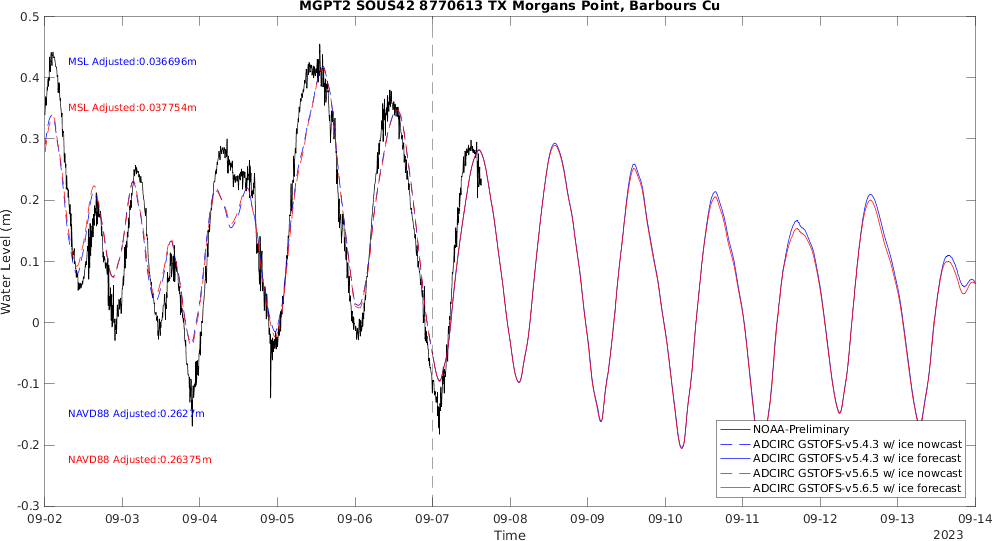 MGPT2 SOUS42 8770613 TX Morgans Point, Barbours Cu
0.5
0.4
0.3
0.2
0.1
0
-0.1
-0.2
-0.3
Water Level (m)
MSL Adjusted:0.036696m
MSL Adjusted:0.037754m
NAVD88 Adjusted:0.2627m
NAVD88 Adjusted:0.26375m
NOAA-Preliminary
ADCIRC GSTOFS-v5.4.3 w/ ice nowcast
ADCIRC GSTOFS-v5.4.3 w/ ice forecast
ADCIRC GSTOFS-v5.6.5 w/ ice nowcast
ADCIRC GSTOFS-v5.6.5 w/ ice forecast
09-02 09-03 09-04 09-05 09-06 09-07 09-08 09-09 09-10 09-11 09-12 09-13 09-14
Time
2023